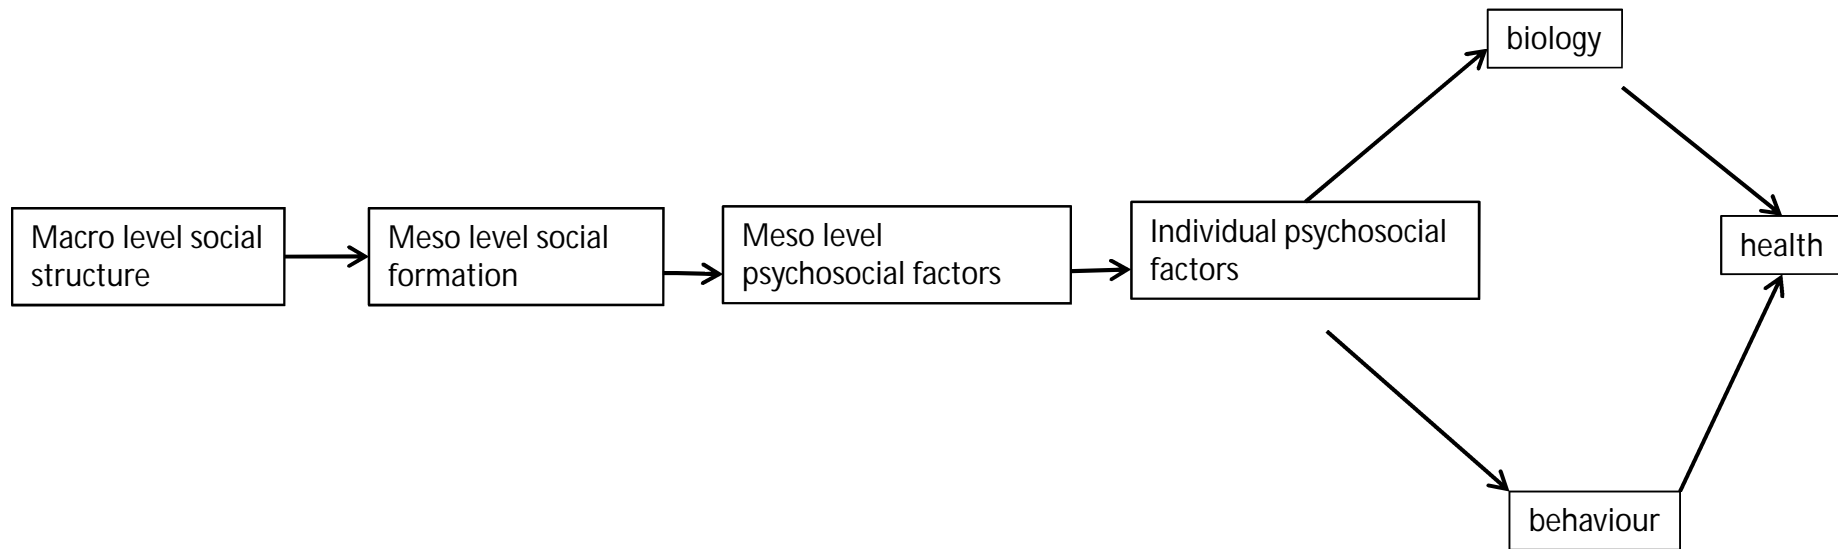 Macro level social
structure
Meso level social
formation
Meso level
psychosocial factors
Individual psychosocial
factors
biology
health
behaviour